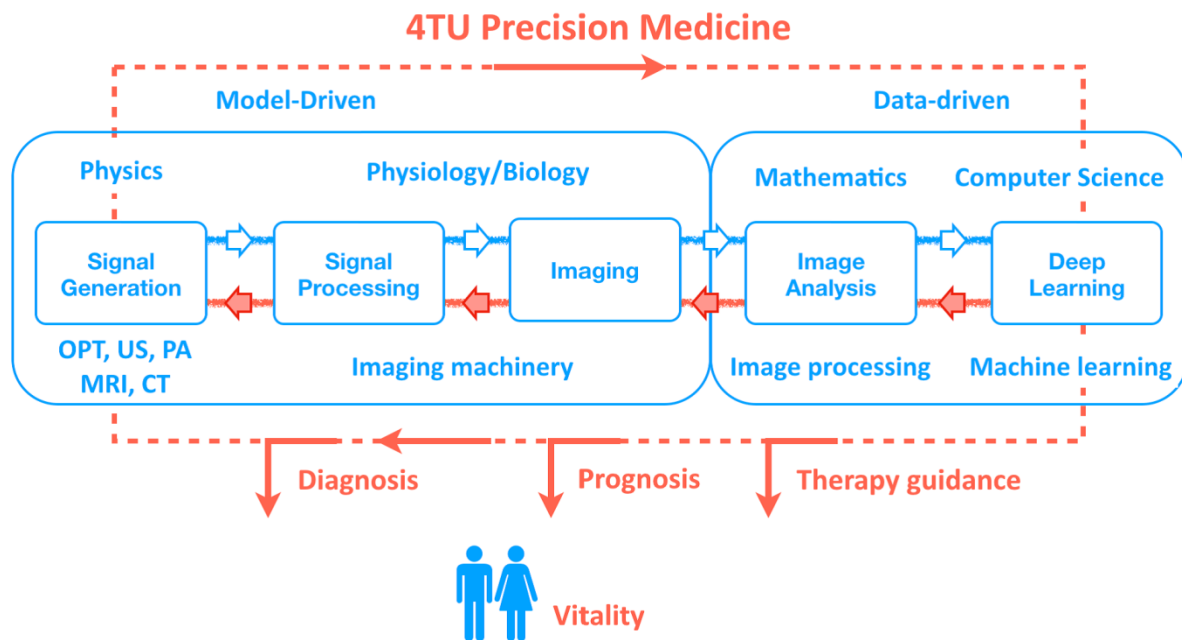 4TU Precision Medicine
Model-Driven
Data-driven
Physics
Physiology/Biology
Mathematics
Computer Science
Signal
Generation
Signal
Processing
Imaging
Image
Analysis
Deep
Learning
OPT, US, PA
MRI, CT
Imaging machinery
Image processing
Machine learning
Diagnosis
Prognosis
Therapy guidance
Vitality